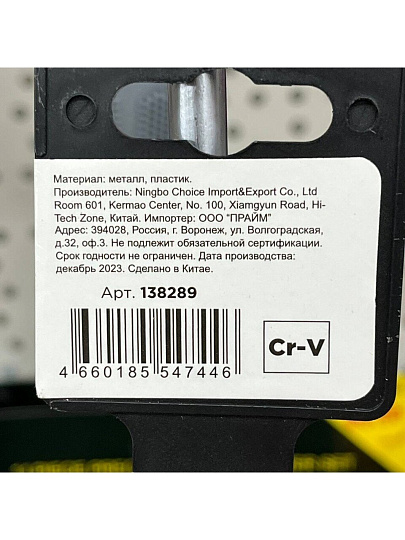 Материал: металл, пластик.
Производитель: Ningbo Choice Import&Export Co., Ltd
Room 601, Kermao Center, No. 100, Xiamgyun Road, Hi-
Tech Zone, Китай. Импортер: ООО "ПРАЙМ"
Адрес: 394028, Россия, г. Воронеж, ул. Волгоградская,
д.32, оф.3. Не подлежит обязательной сертификации.
Срок годности не ограничен. Дата производства:
декабрь 2023. Сделано в Китае.
Арт. 138289
Cr-V
4 660185 547446